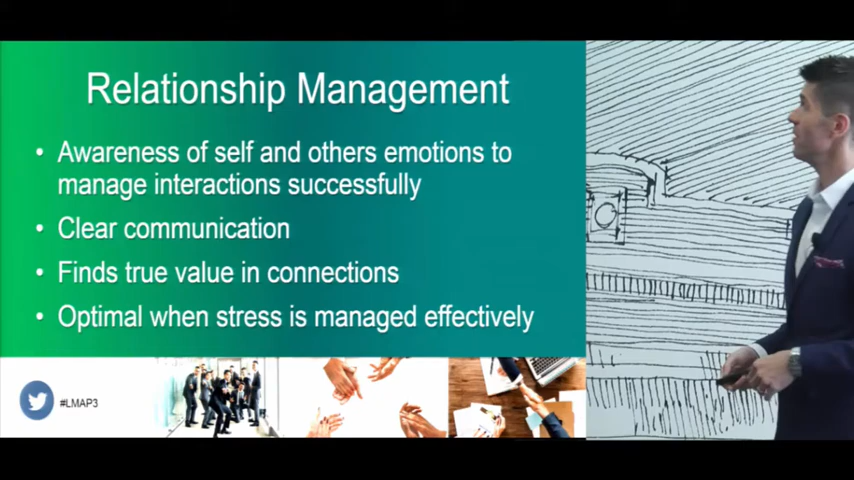 Relationship Management
• Awareness of self and others emotions to
manage interactions successfully
• Clear communication
• Finds true value in connections
• Optimal when stress is managed effectively
#LMAP3